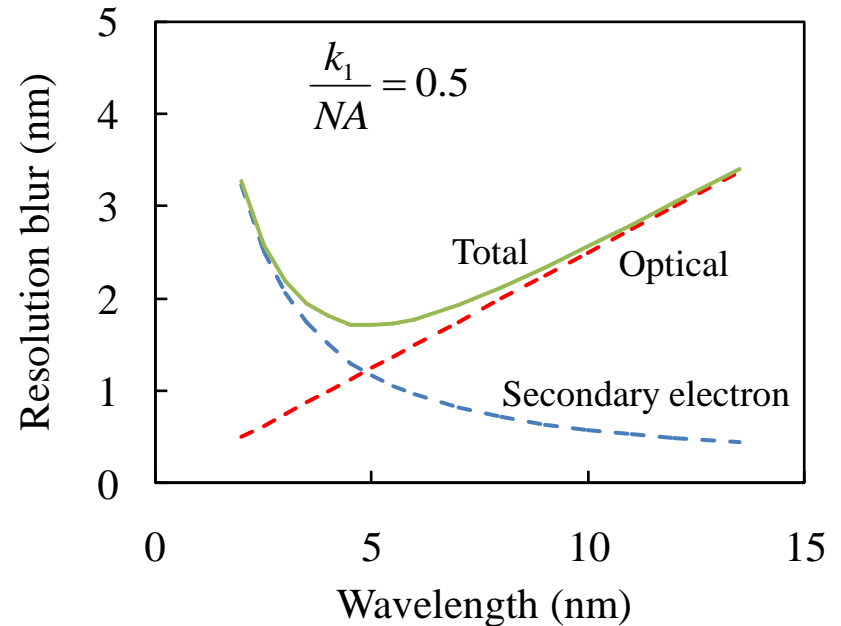 5
4
3
2
1
0
Resolution blur (nm)
k₁/NA = 0.5
Total
Optical
Secondary electron
0 5 10 15
Wavelength (nm)